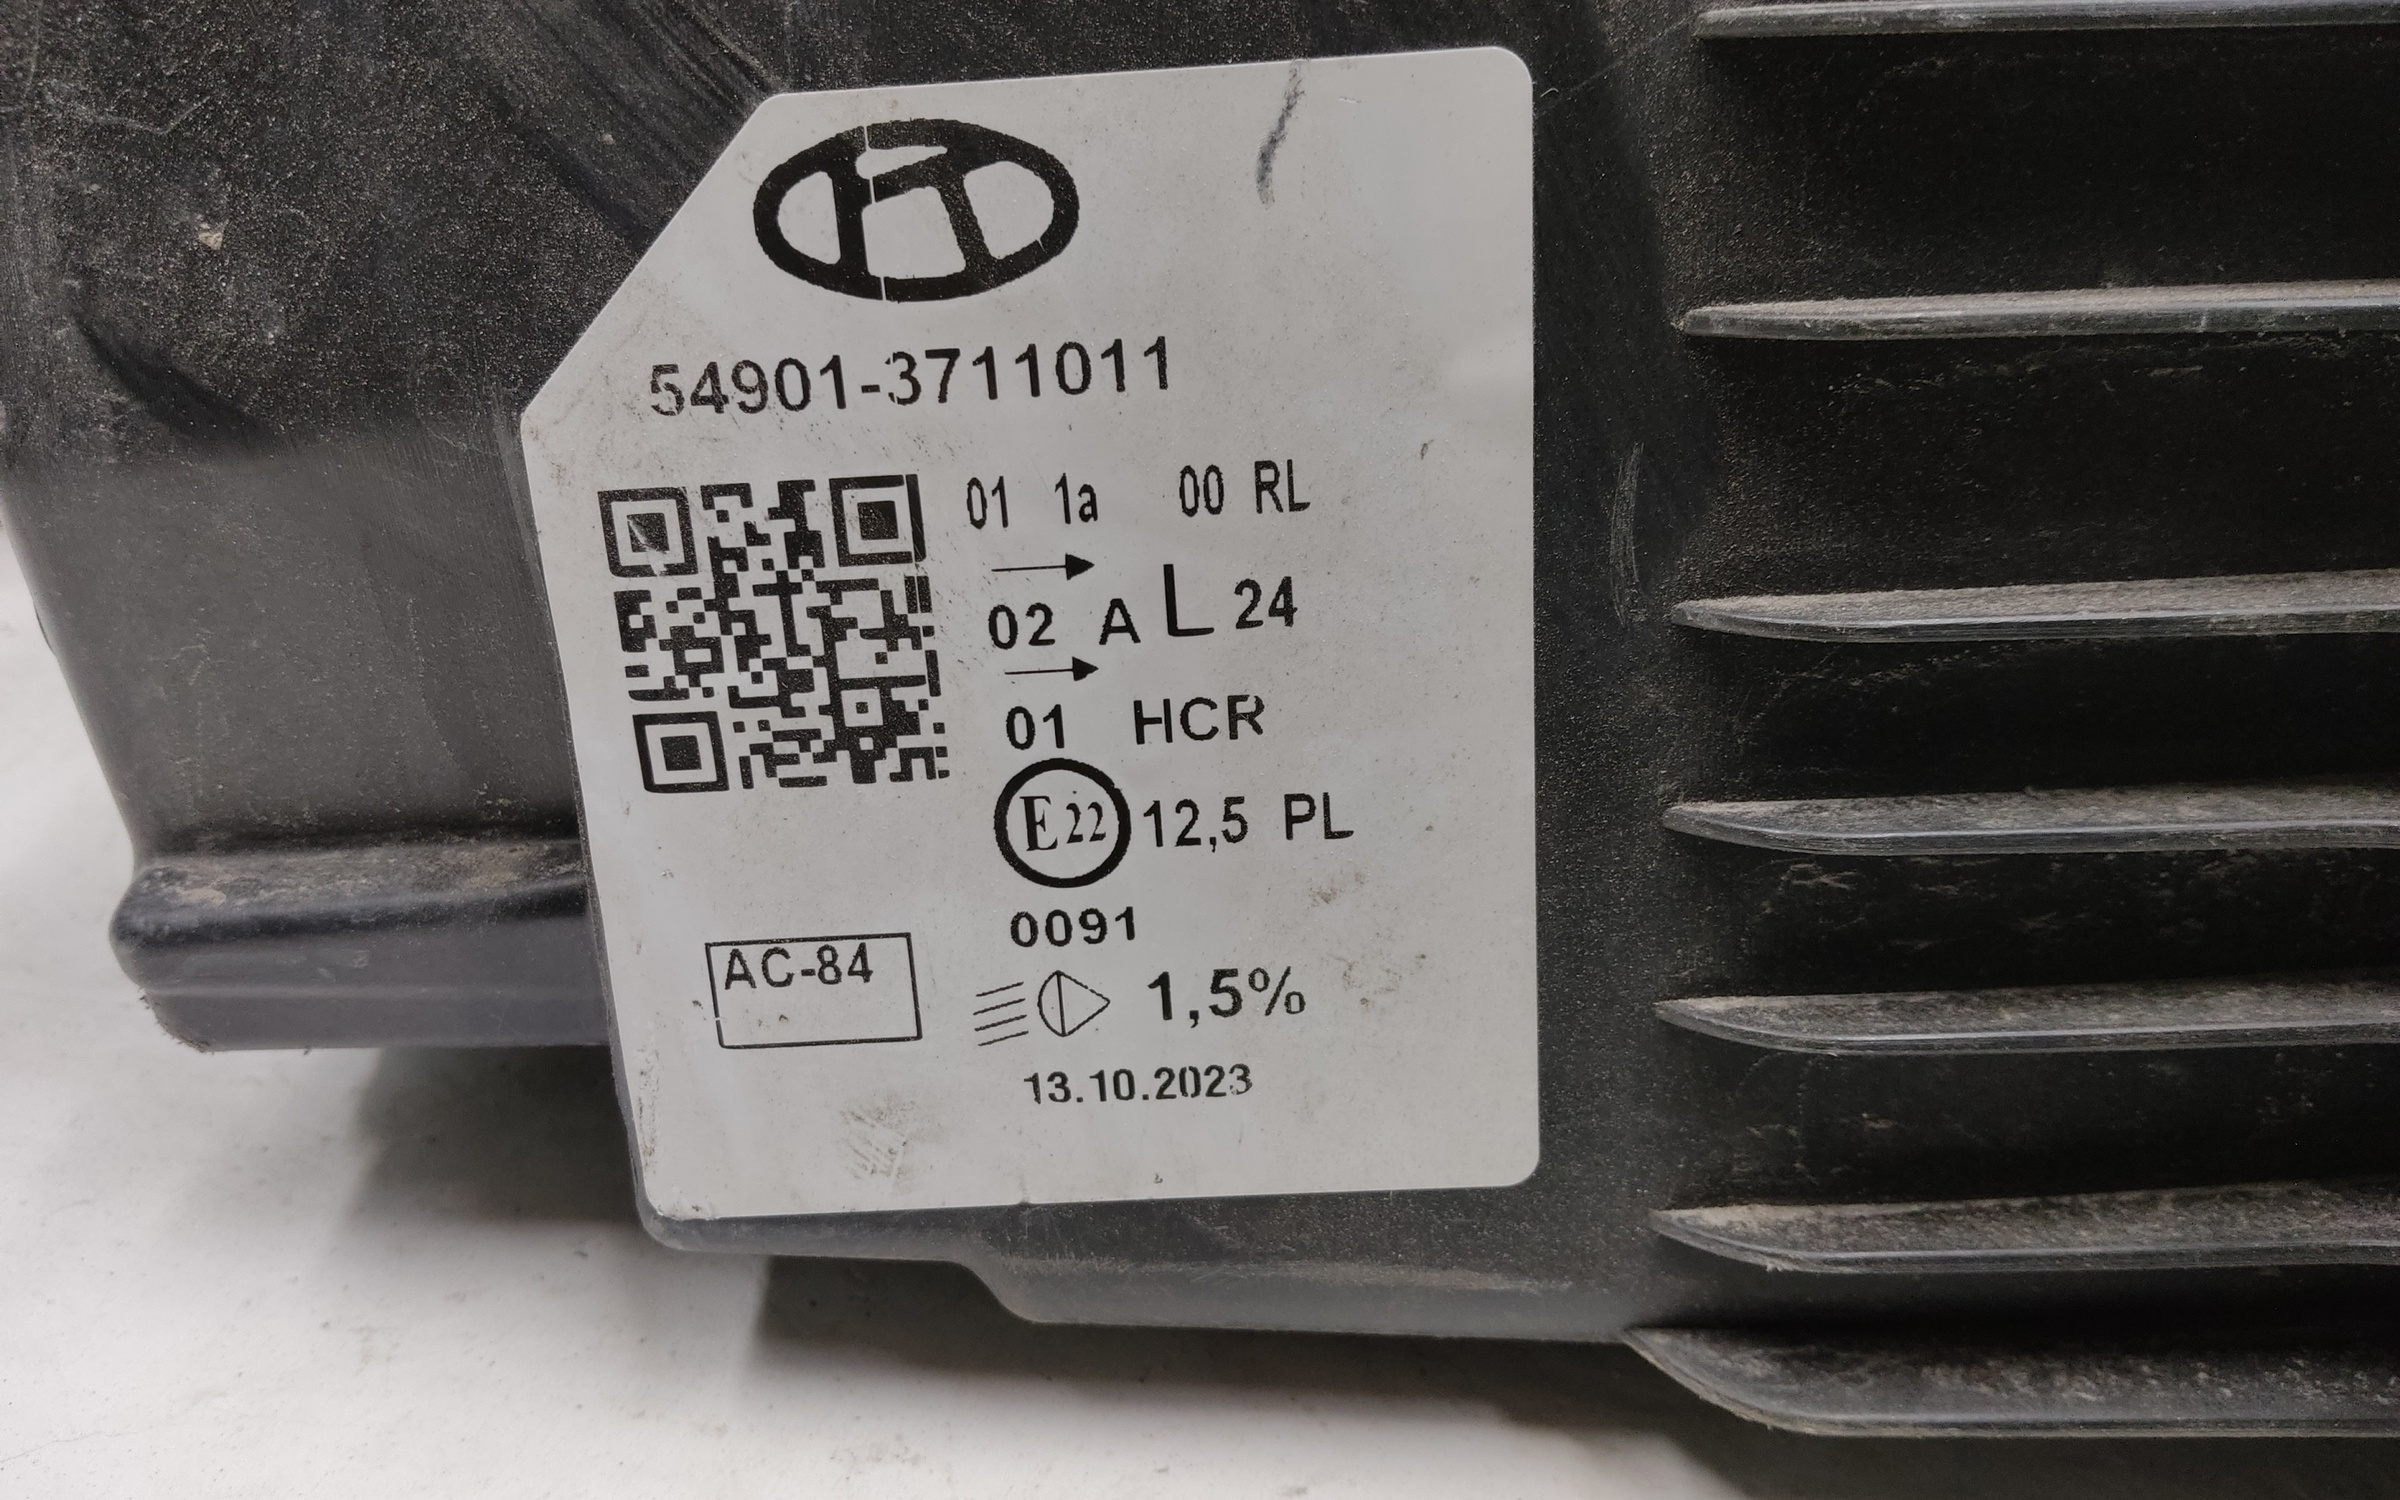 54901-3711011
01 1a 00 RL
02 A L 24
01 HCR
E22 12,5 PL
0091
AC-84
1,5%
13.10.2023